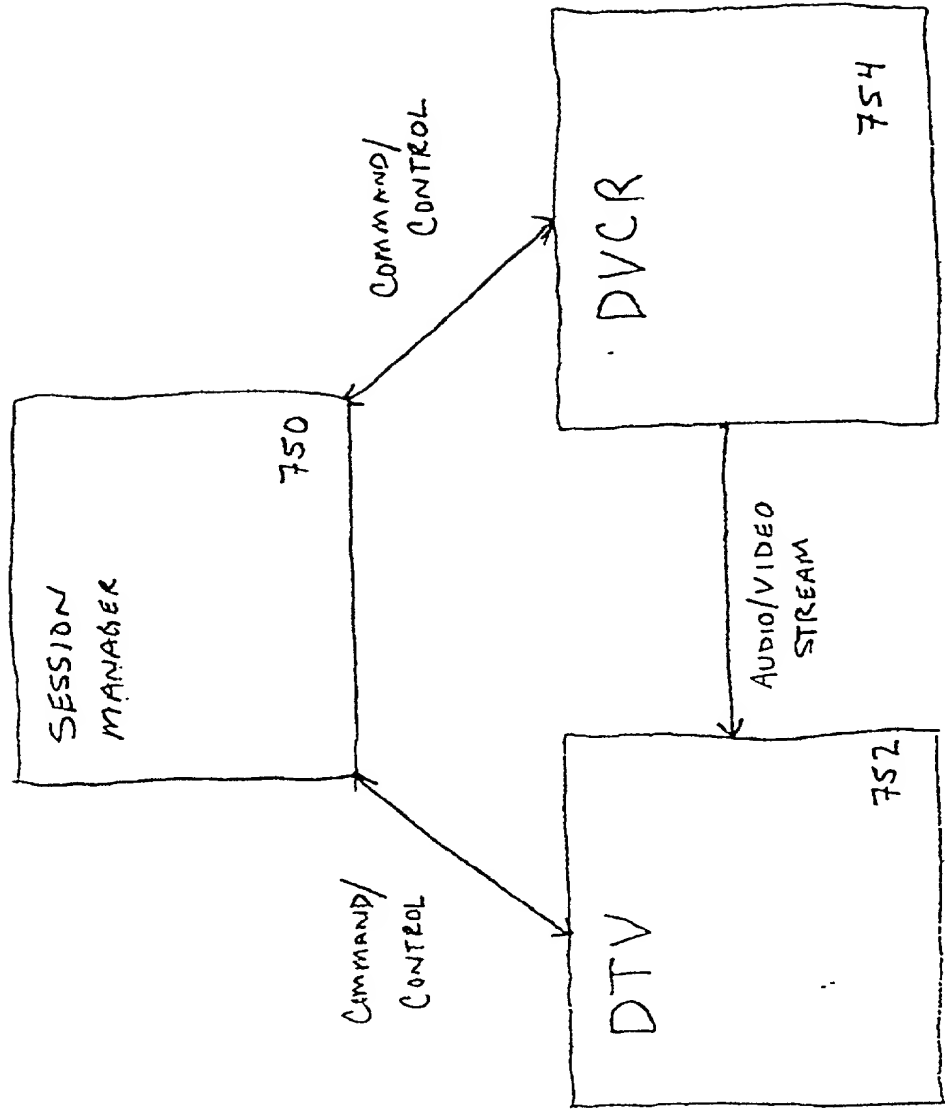 SESSION
MANAGER
750
COMMAND/
CONTROL
COMMAND/
CONTROL
DTV
752
AUDIO/VIDEO
STREAM
DVCR
754